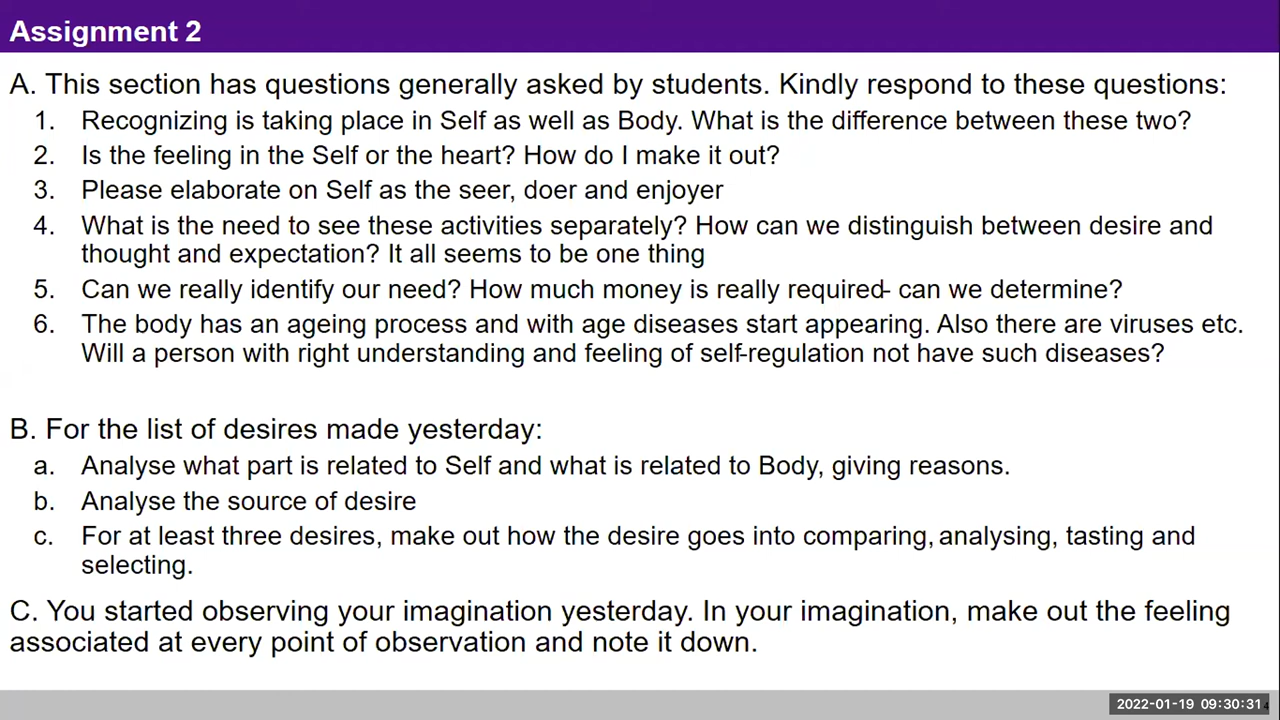 Assignment 2
A. This section has questions generally asked by students. Kindly respond to these questions:
1. Recognizing is taking place in Self as well as Body. What is the difference between these two?
2. Is the feeling in the Self or the heart? How do I make it out?
3. Please elaborate on Self as the seer, doer and enjoyer
4. What is the need to see these activities separately? How can we distinguish between desire and
thought and expectation? It all seems to be one thing
5. Can we really identify our need? How much money is really required- can we determine?
6. The body has an ageing process and with age diseases start appearing. Also there are viruses etc.
Will a person with right understanding and feeling of self-regulation not have such diseases?
B. For the list of desires made yesterday:
a. Analyse what part is related to Self and what is related to Body, giving reasons.
b. Analyse the source of desire
c. For at least three desires, make out how the desire goes into comparing, analysing, tasting and
selecting.
C. You started observing your imagination yesterday. In your imagination, make out the feeling
associated at every point of observation and note it down.
2022-01-19 09:30:31